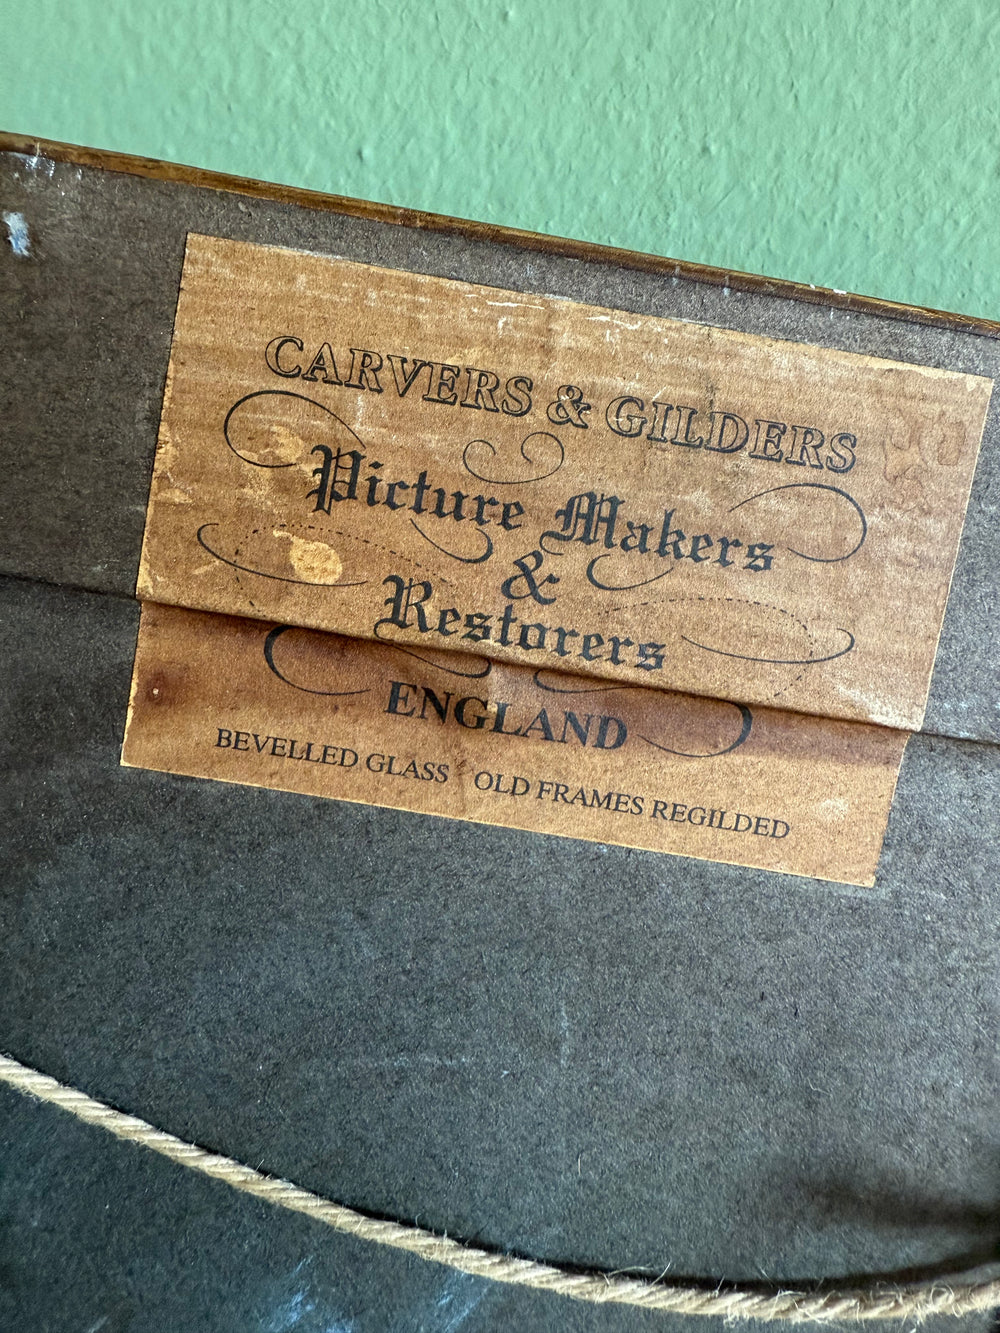 CARVERS & GILDERS
Picture Makers
&
Restorers
ENGLAND
BEVELLED GLASS OLD FRAMES REGILDED